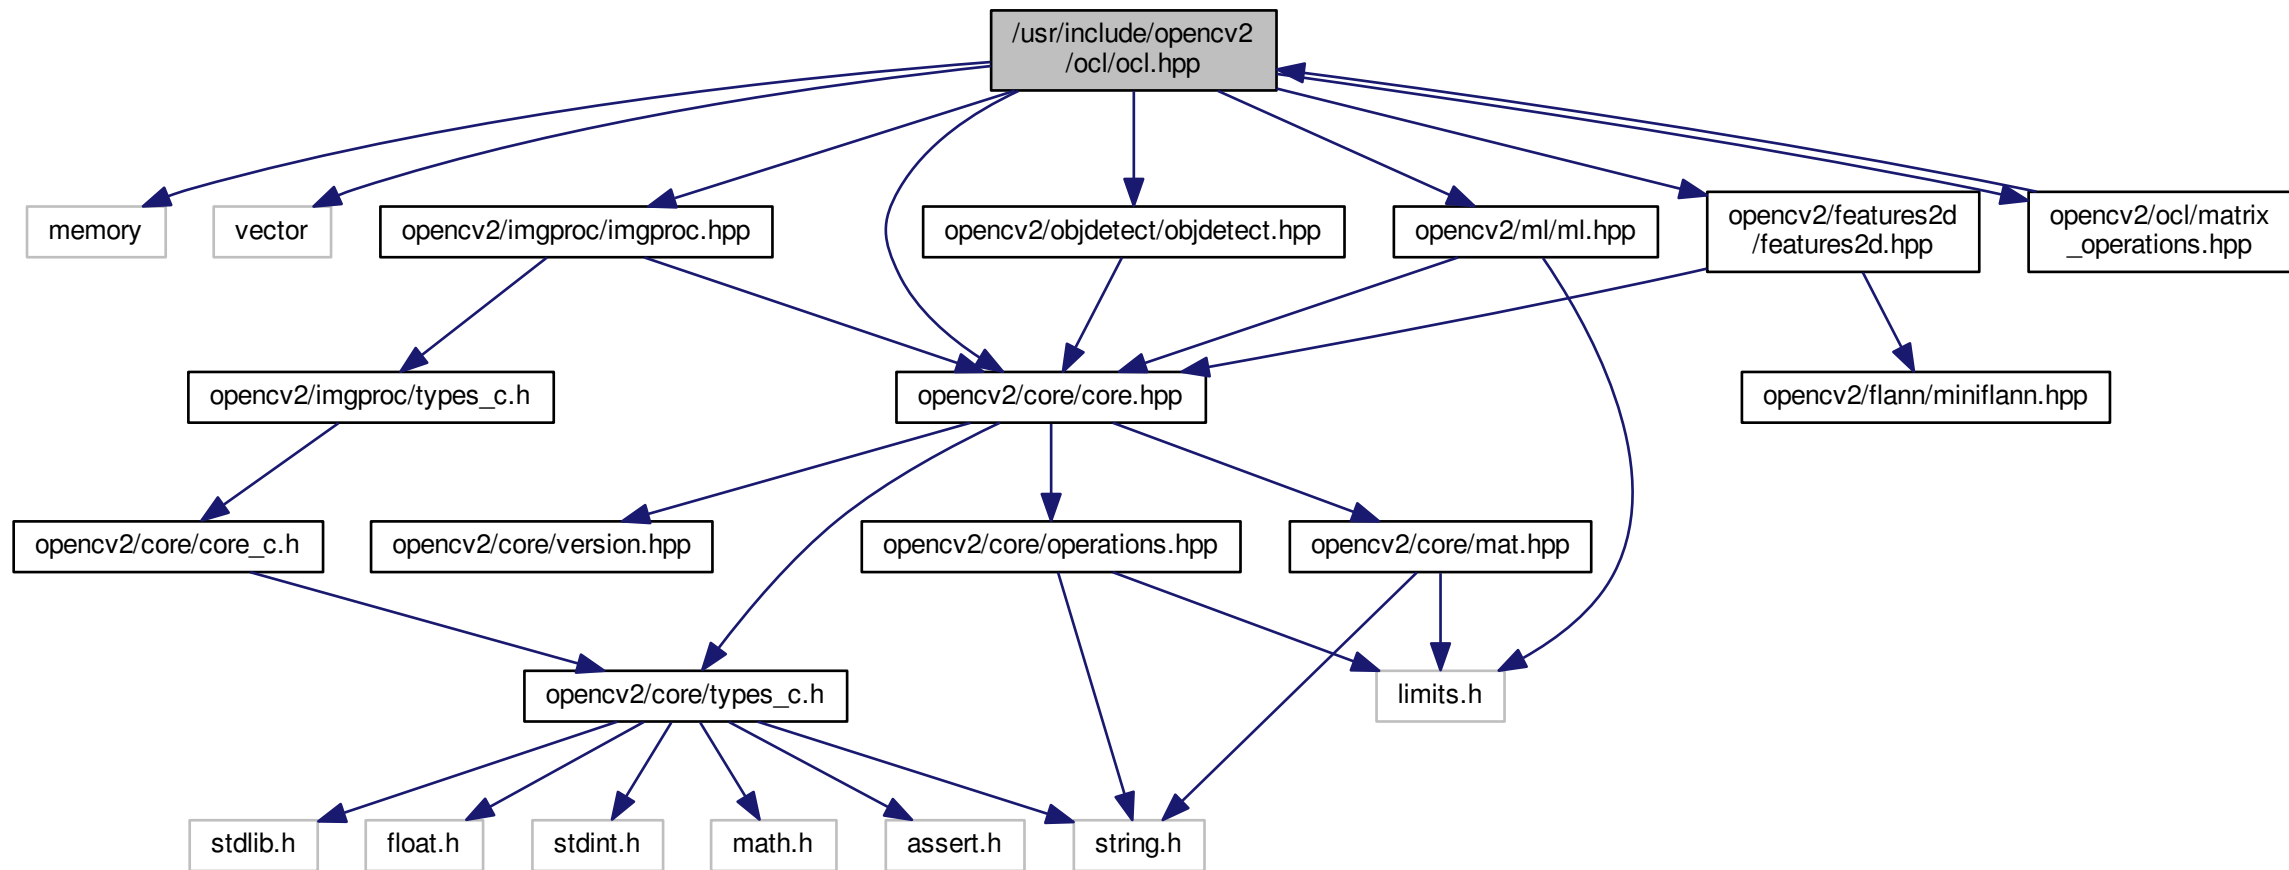 /usr/include/opencv2
/ocl/ocl.hpp
memory
vector
opencv2/imgproc/imgproc.hpp
opencv2/objdetect/objdetect.hpp
opencv2/ml/ml.hpp
opencv2/features2d
/features2d.hpp
opencv2/ocl/matrix
_operations.hpp
opencv2/imgproc/types_c.h
opencv2/core/core.hpp
opencv2/flann/miniflann.hpp
opencv2/core/core_c.h
opencv2/core/version.hpp
opencv2/core/operations.hpp
opencv2/core/mat.hpp
opencv2/core/types_c.h
limits.h
stdlib.h
float.h
stdint.h
math.h
assert.h
string.h